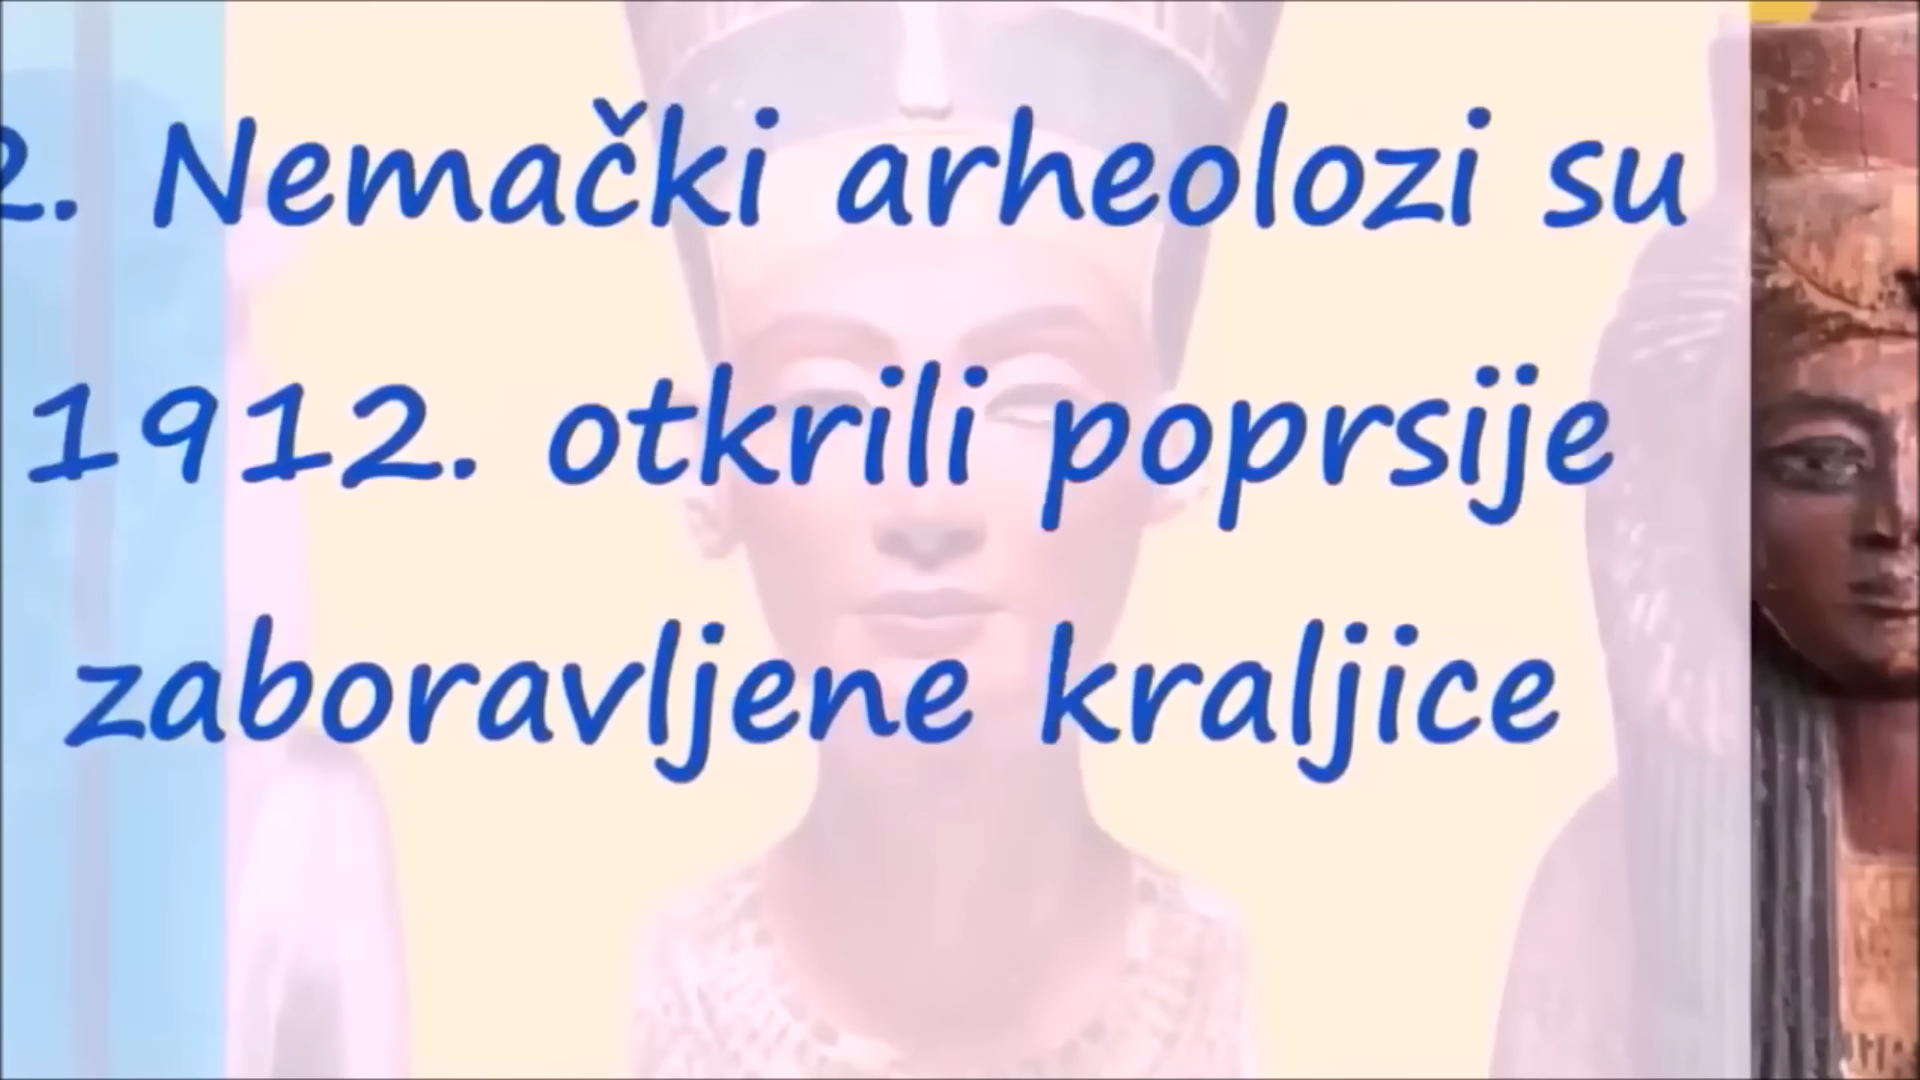 2. Nemački arheolozi su
1912. otkrili poprsije
zaboravljene kraljice